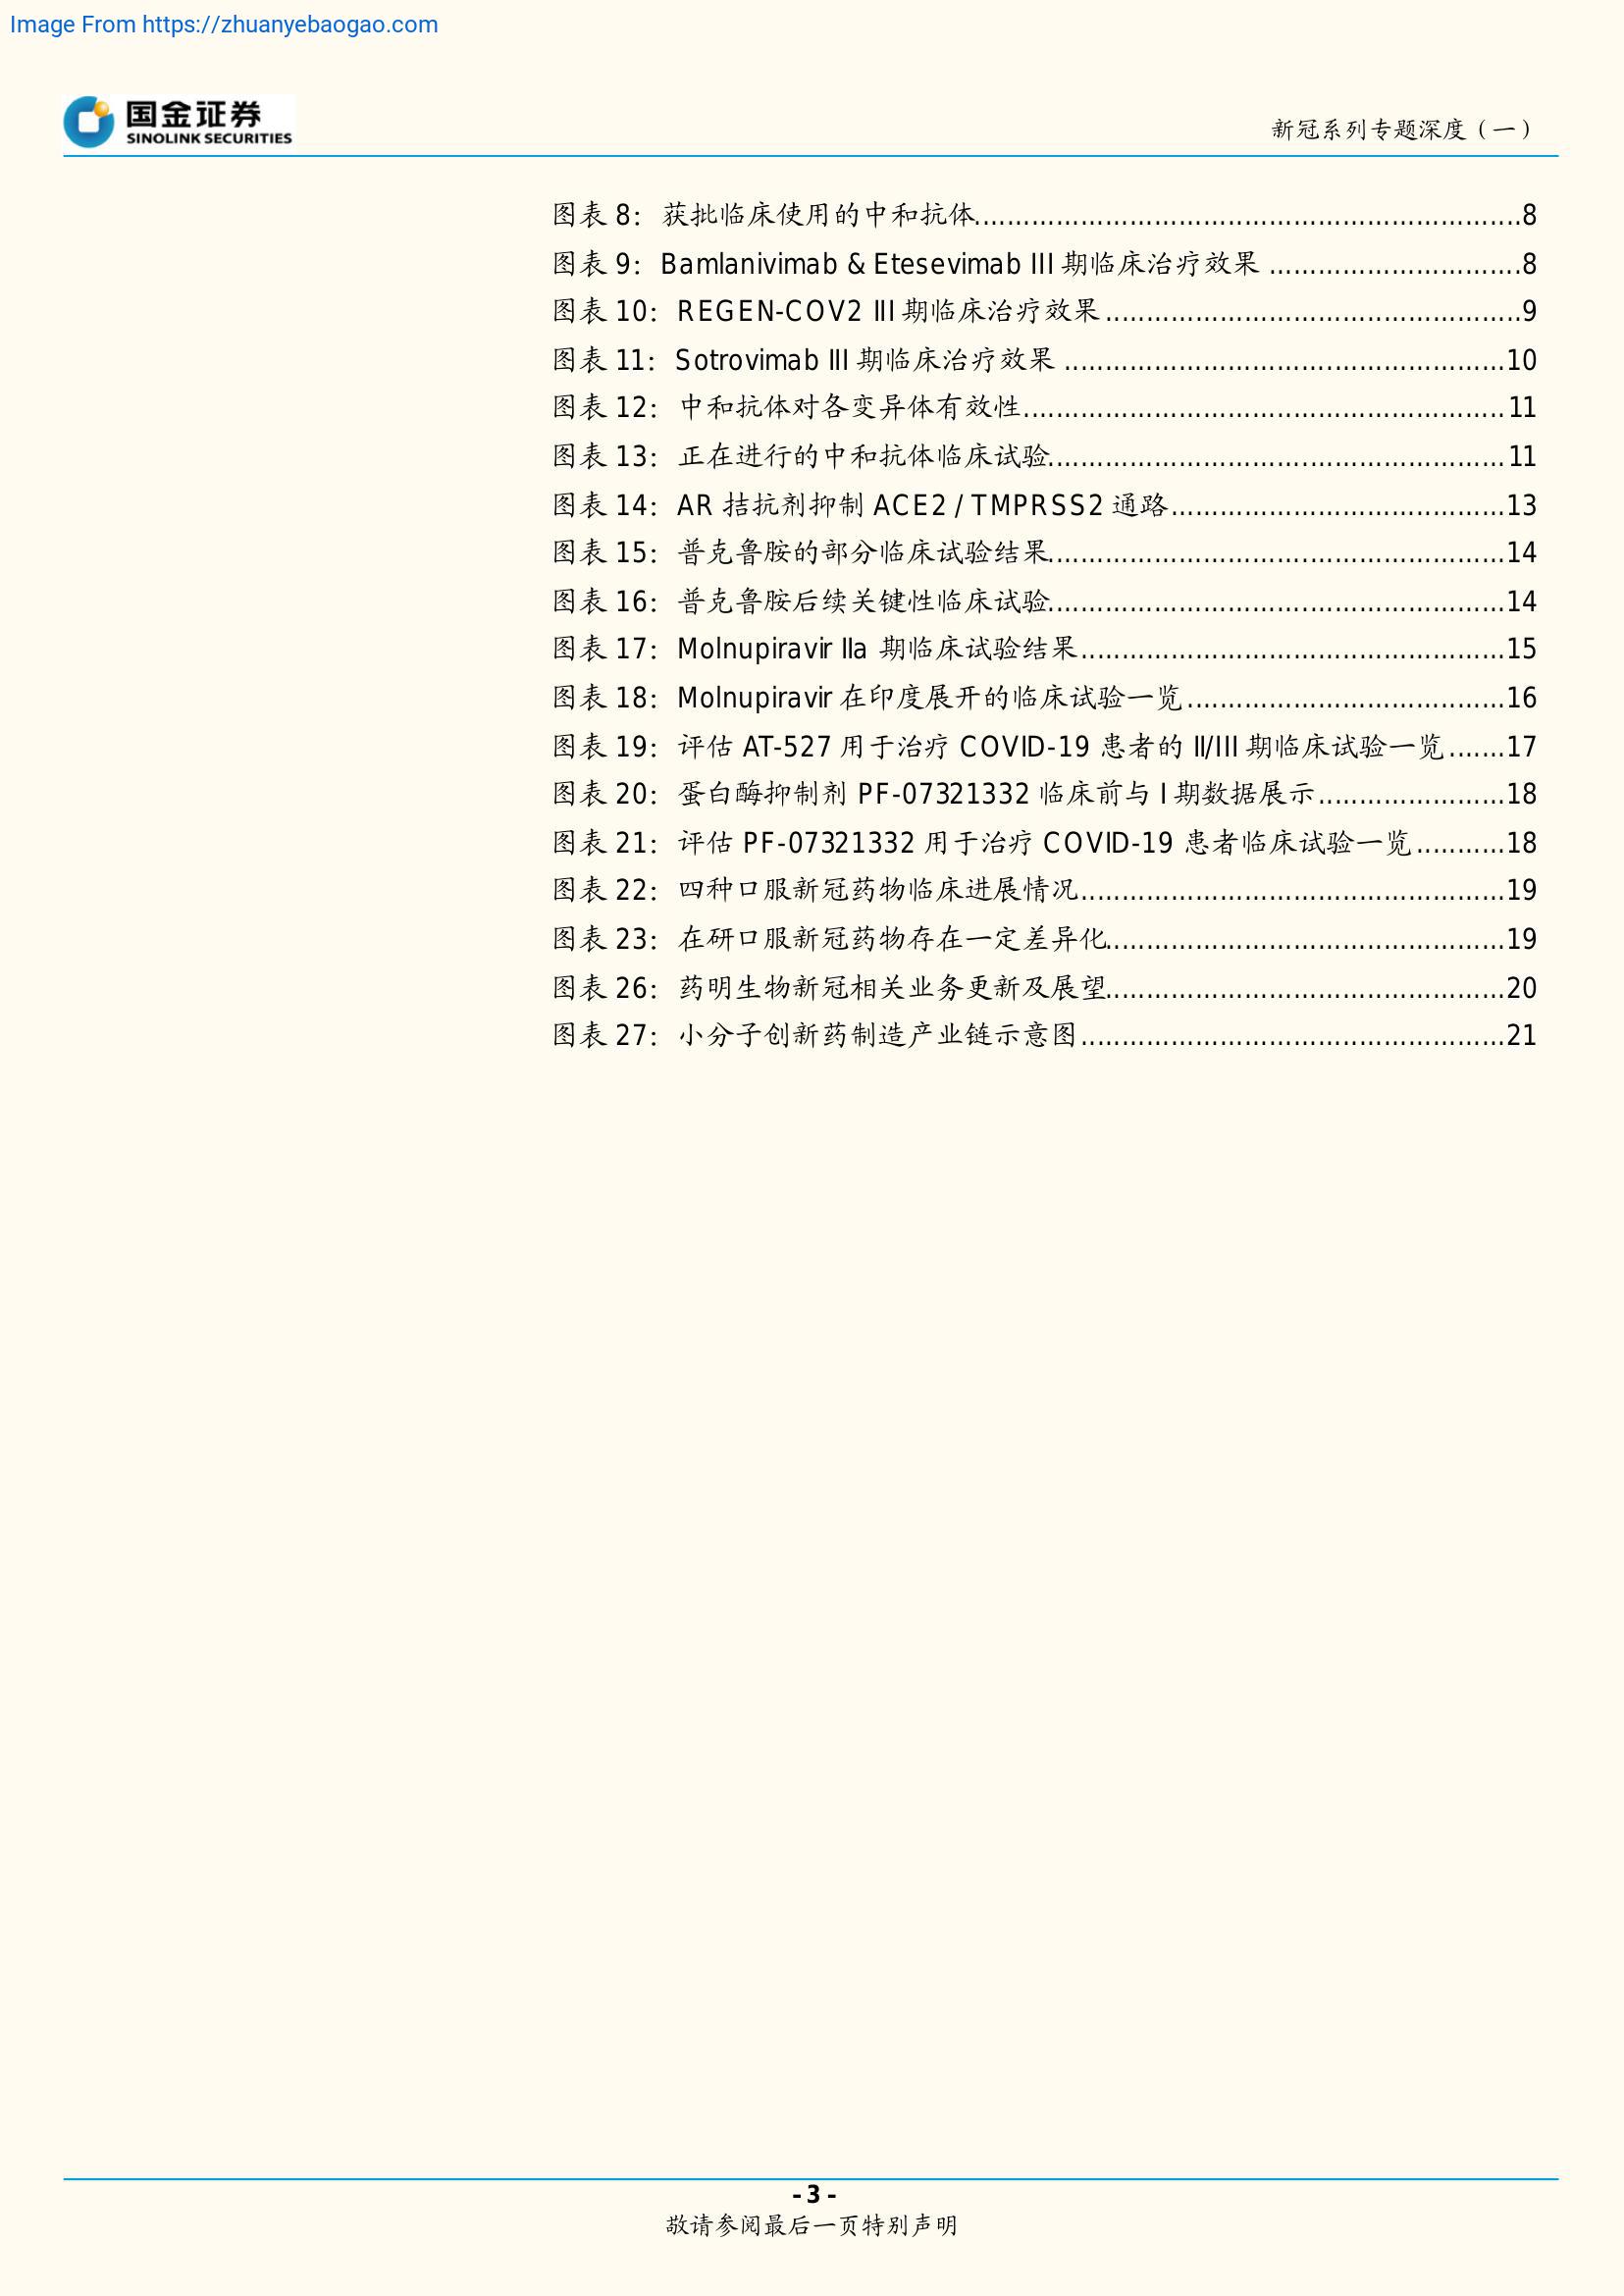 Image From https://zhuanyebaogao.com
国金证券
SINOLINK SECURITIES
新冠系列专题深度（一）
图表 8：获批临床使用的中和抗体..................................................................8
图表 9：Bamlanivimab & Etesevimab III 期临床治疗效果 ...............................8
图表 10：REGEN-COV2 III 期临床治疗效果...................................................9
图表 11：Sotrovimab III 期临床治疗效果 ......................................................10
图表 12：中和抗体对各变异体有效性...........................................................11
图表 13：正在进行的中和抗体临床试验........................................................11
图表 14：AR 拮抗剂抑制 ACE2 / TMPRSS2 通路.........................................13
图表 15：普克鲁胺的部分临床试验结果........................................................14
图表 16：普克鲁胺后续关键性临床试验........................................................14
图表 17：Molnupiravir IIa 期临床试验结果....................................................15
图表 18：Molnupiravir 在印度展开的临床试验一览.......................................16
图表 19：评估 AT-527 用于治疗 COVID-19 患者的 II/III 期临床试验一览.......17
图表 20：蛋白酶抑制剂 PF-07321332 临床前与 I 期数据展示.......................18
图表 21：评估 PF-07321332 用于治疗 COVID-19 患者临床试验一览...........18
图表 22：四种口服新冠药物临床进展情况....................................................19
图表 23：在研口服新冠药物存在一定差异化.................................................19
图表 26：药明生物新冠相关业务更新及展望.................................................20
图表 27：小分子创新药制造产业链示意图....................................................21
- 3 -
敬请参阅最后一页特别声明